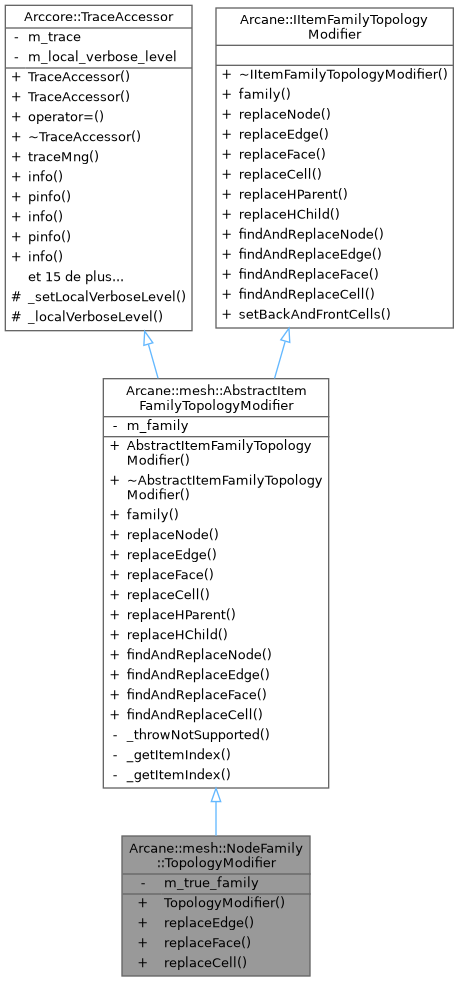 Arccore::TraceAccessor
- m_trace
- m_local_verbose_level
+ TraceAccessor()
+ TraceAccessor()
+ operator=()
+ ~TraceAccessor()
+ traceMng()
+ info()
+ pinfo()
+ info()
+ pinfo()
+ info()
et 15 de plus...
# _setLocalVerboseLevel()
# _localVerboseLevel()
Arcane::IItemFamilyTopology
Modifier
+ ~IItemFamilyTopologyModifier()
+ family()
+ replaceNode()
+ replaceEdge()
+ replaceFace()
+ replaceCell()
+ replaceHParent()
+ replaceHChild()
+ findAndReplaceNode()
+ findAndReplaceEdge()
+ findAndReplaceFace()
+ findAndReplaceCell()
+ setBackAndFrontCells()
Arcane::mesh::AbstractItem
FamilyTopologyModifier
- m_family
+ AbstractItemFamilyTopology
Modifier()
+ ~AbstractItemFamilyTopology
Modifier()
+ family()
+ replaceNode()
+ replaceEdge()
+ replaceFace()
+ replaceCell()
+ replaceHParent()
+ replaceHChild()
+ findAndReplaceNode()
+ findAndReplaceEdge()
+ findAndReplaceFace()
+ findAndReplaceCell()
- _throwNotSupported()
- _getItemIndex()
- _getItemIndex()
Arcane::mesh::NodeFamily
::TopologyModifier
- m_true_family
+ TopologyModifier()
+ replaceEdge()
+ replaceFace()
+ replaceCell()